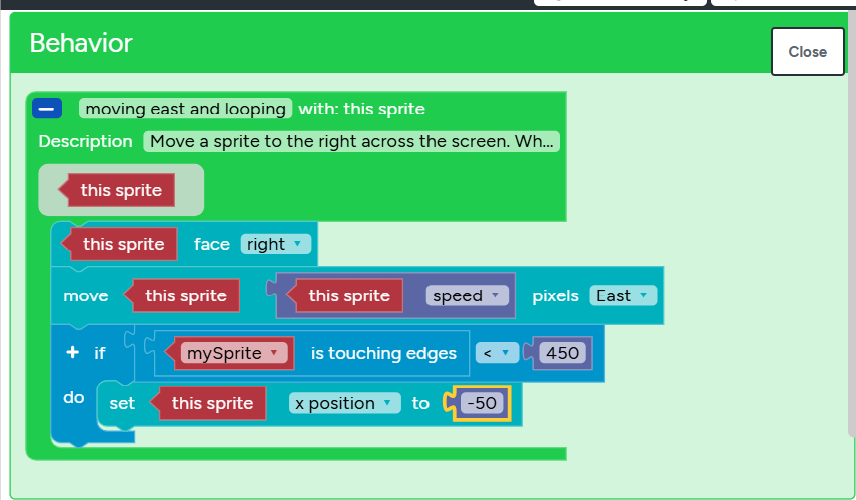 Behavior
Close
moving east and looping with: this sprite
Description Move a sprite to the right across the screen. Wh...
this sprite
this sprite face right
move this sprite this sprite speed pixels East
+ if mySprite is touching edges < 450
do set this sprite x position to -50